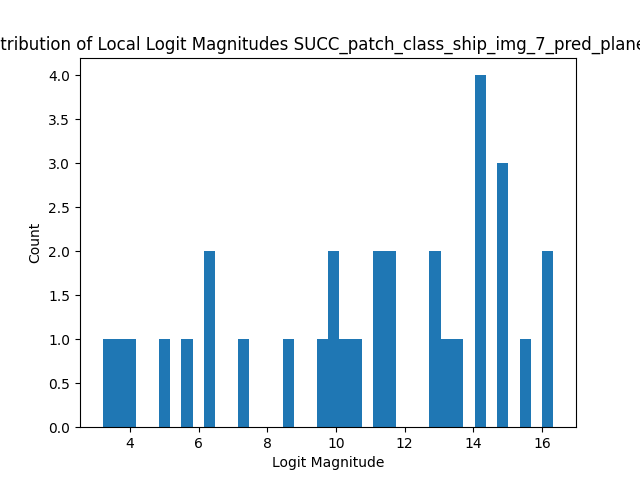 tribution of Local Logit Magnitudes SUCC_patch_class_ship_img_7_pred_plane
4.0
3.5
3.0
2.5
2.0
1.5
1.0
0.5
0.0
Count
4 6 8 10 12 14 16
Logit Magnitude